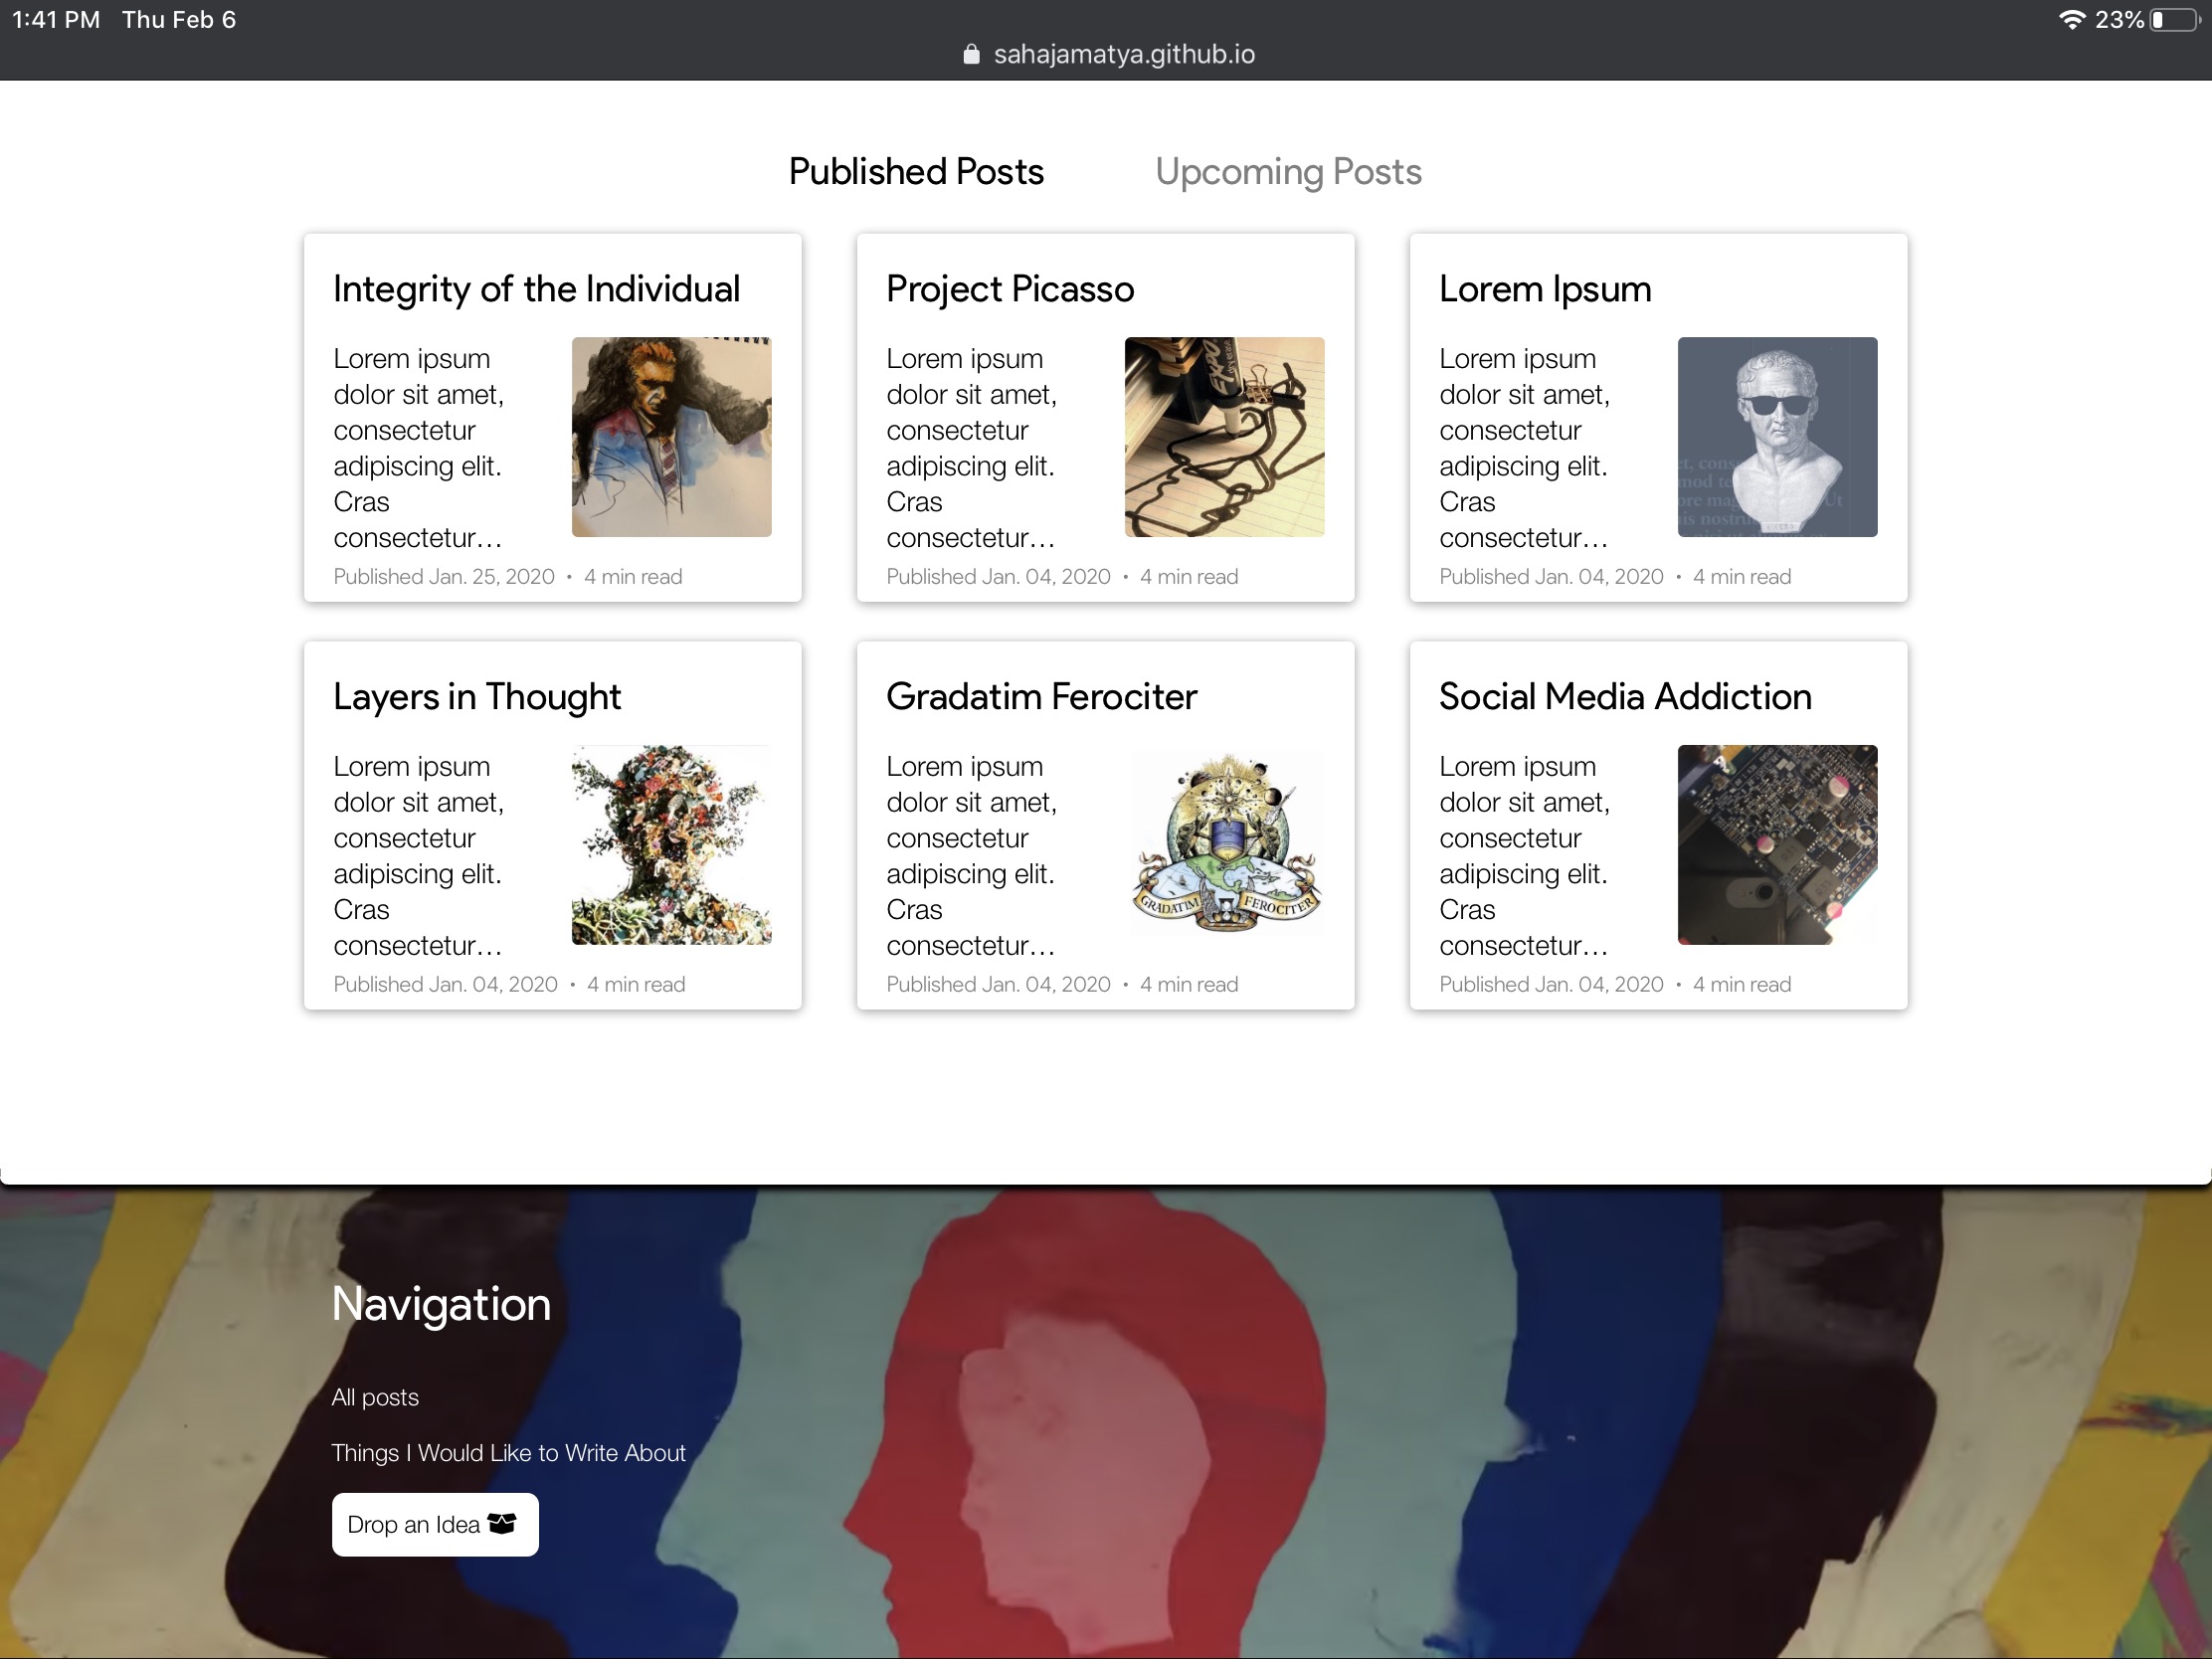 1:41 PM Thu Feb 6
23%
sahajamatya.github.io
Published Posts
Upcoming Posts
Integrity of the Individual
Lorem ipsum
dolor sit amet,
consectetur
adipiscing elit.
Cras
consectetur…
Published Jan. 25, 2020 • 4 min read
Project Picasso
Lorem ipsum
dolor sit amet,
consectetur
adipiscing elit.
Cras
consectetur…
EXPO
Published Jan. 04, 2020 • 4 min read
Lorem Ipsum
Lorem ipsum
dolor sit amet,
consectetur
adipiscing elit.
Cras
consectetur…
Published Jan. 04, 2020 • 4 min read
Layers in Thought
Lorem ipsum
dolor sit amet,
consectetur
adipiscing elit.
Cras
consectetur…
Published Jan. 04, 2020 • 4 min read
Gradatim Ferociter
Lorem ipsum
dolor sit amet,
consectetur
adipiscing elit.
Cras
consectetur…
GRADATIM FEROCITER
Published Jan. 04, 2020 • 4 min read
Social Media Addiction
Lorem ipsum
dolor sit amet,
consectetur
adipiscing elit.
Cras
consectetur…
Published Jan. 04, 2020 • 4 min read
Navigation
All posts
Things I Would Like to Write About
Drop an Idea